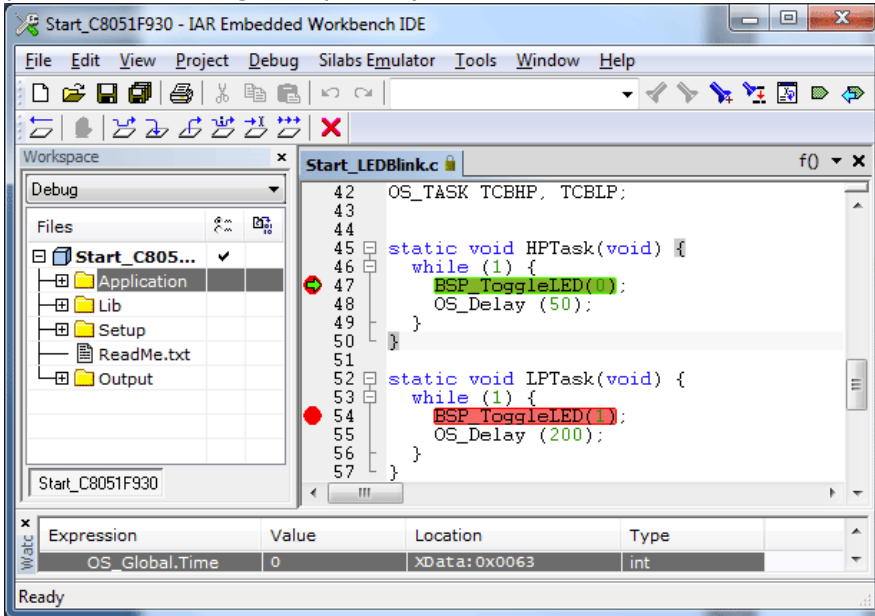 Start_C8051F930 - IAR Embedded Workbench IDE
File Edit View Project Debug Silabs Emulator Tools Window Help
Workspace
Debug
Files
Start_C805...
Application
Lib
Setup
ReadMe.txt
Output
Start_C8051F930
Start_LEDBlink.c f()
42 OS_TASK TCBHP, TCBLP;
43
44
45 static void HPTask(void) {
46 while (1) {
47 BSP_ToggleLED(0);
48 OS_Delay (50);
49 }
50 }
51
52 static void LPTask(void) {
53 while (1) {
54 BSP_ToggleLED(1);
55 OS_Delay (200);
56 }
57 }
Watc
Expression Value Location Type
OS_Global.Time 0 XData:0x0063 int
Ready